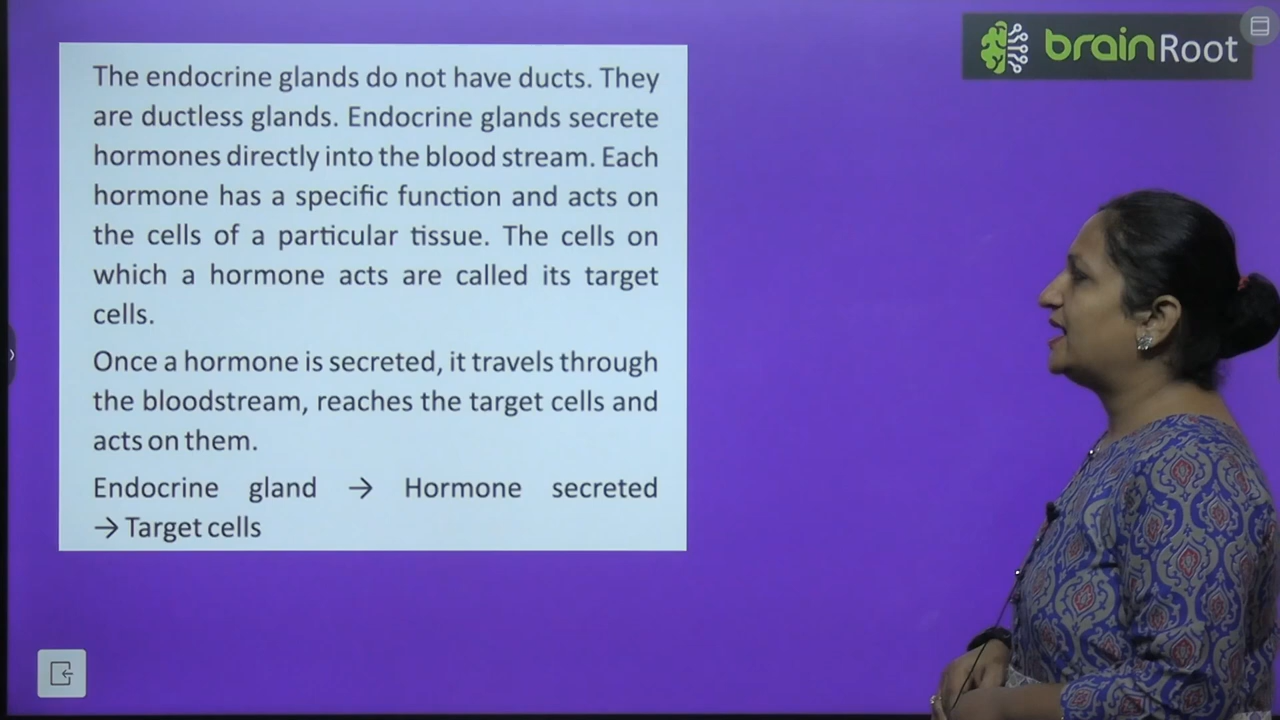 brainRoot
The endocrine glands do not have ducts. They
are ductless glands. Endocrine glands secrete
hormones directly into the blood stream. Each
hormone has a specific function and acts on
the cells of a particular tissue. The cells on
which a hormone acts are called its target
cells.
Once a hormone is secreted, it travels through
the bloodstream, reaches the target cells and
acts on them.
Endocrine gland → Hormone secreted
→ Target cells